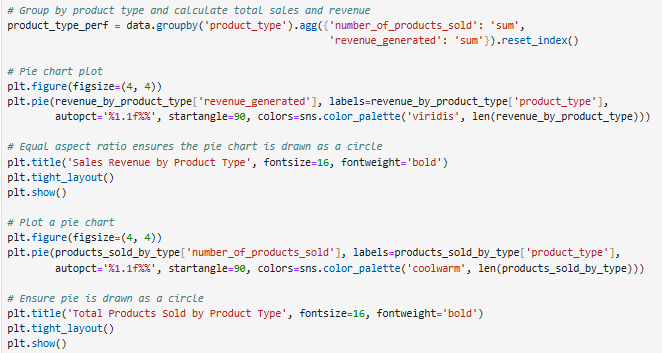 # Group by product type and calculate total sales and revenue
product_type_perf = data.groupby('product_type').agg({'number_of_products_sold': 'sum',
'revenue_generated': 'sum'}).reset_index()
# Pie chart plot
plt.figure(figsize=(4, 4))
plt.pie(revenue_by_product_type['revenue_generated'], labels=revenue_by_product_type['product_type'],
autopct='%1.1f%%', startangle=90, colors=sns.color_palette('viridis', len(revenue_by_product_type)))
# Equal aspect ratio ensures the pie chart is drawn as a circle
plt.title('Sales Revenue by Product Type', fontsize=16, fontweight='bold')
plt.tight_layout()
plt.show()
# Plot a pie chart
plt.figure(figsize=(4, 4))
plt.pie(products_sold_by_type['number_of_products_sold'], labels=products_sold_by_type['product_type'],
autopct='%1.1f%%', startangle=90, colors=sns.color_palette('coolwarm', len(products_sold_by_type)))
# Ensure pie is drawn as a circle
plt.title('Total Products Sold by Product Type', fontsize=16, fontweight='bold')
plt.tight_layout()
plt.show()